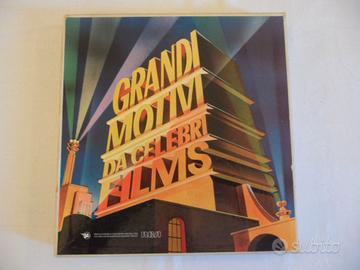 GRANDI
MOTIVI
DA CELEBRI
FILMS
RCA
subito